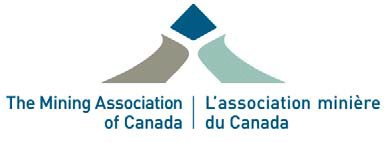 The Mining Association
of Canada
L'association minière
du Canada